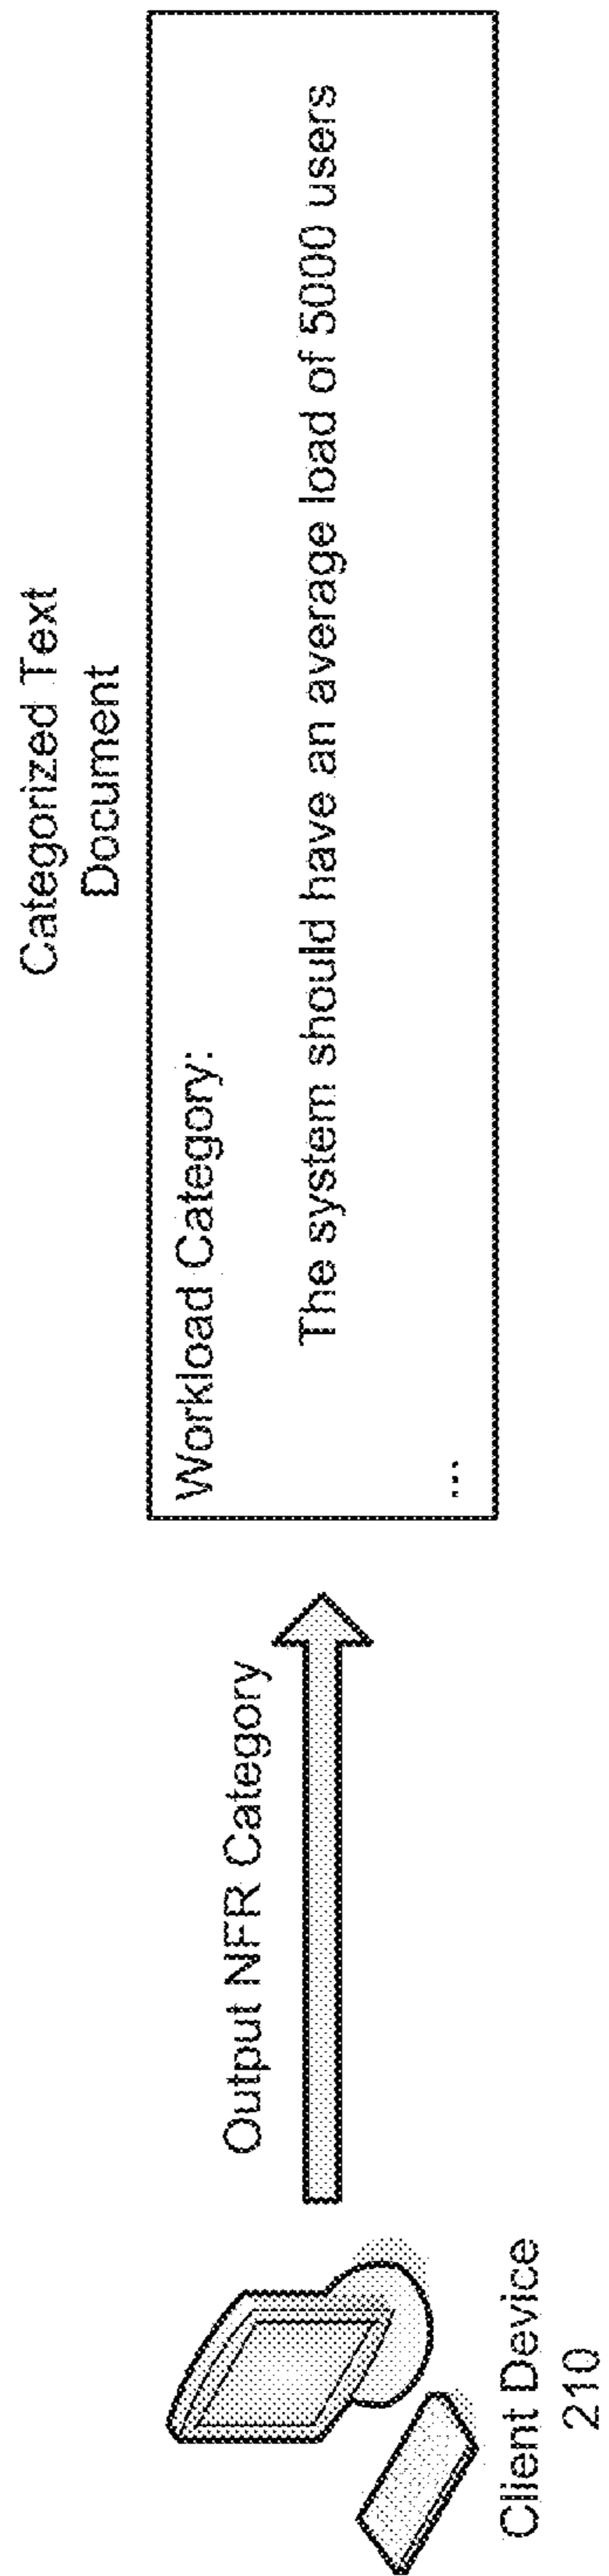 Categorized Text
Document
Workload Category:
The system should have an average load of 5000 users
...
Output NFR Category
Client Device
210